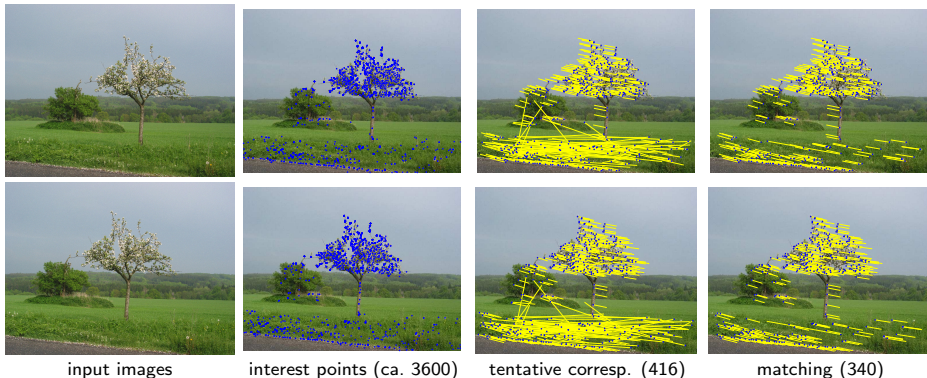 input images
interest points (ca. 3600)
tentative corresp. (416)
matching (340)